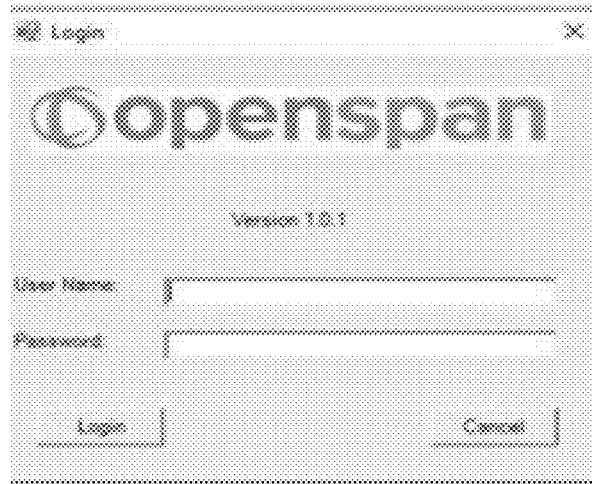 Login
openspan
Version 1.0.1
User Name:
Password:
Login
Cancel